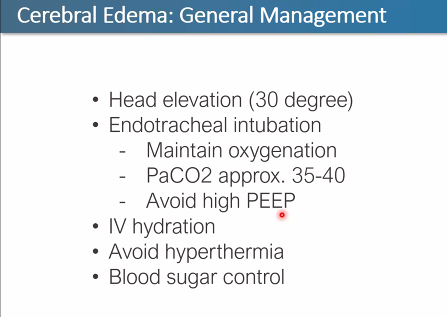 Cerebral Edema: General Management
• Head elevation (30 degree)
• Endotracheal intubation
- Maintain oxygenation
- PaCO2 approx. 35-40
- Avoid high PEEP
• IV hydration
• Avoid hyperthermia
• Blood sugar control